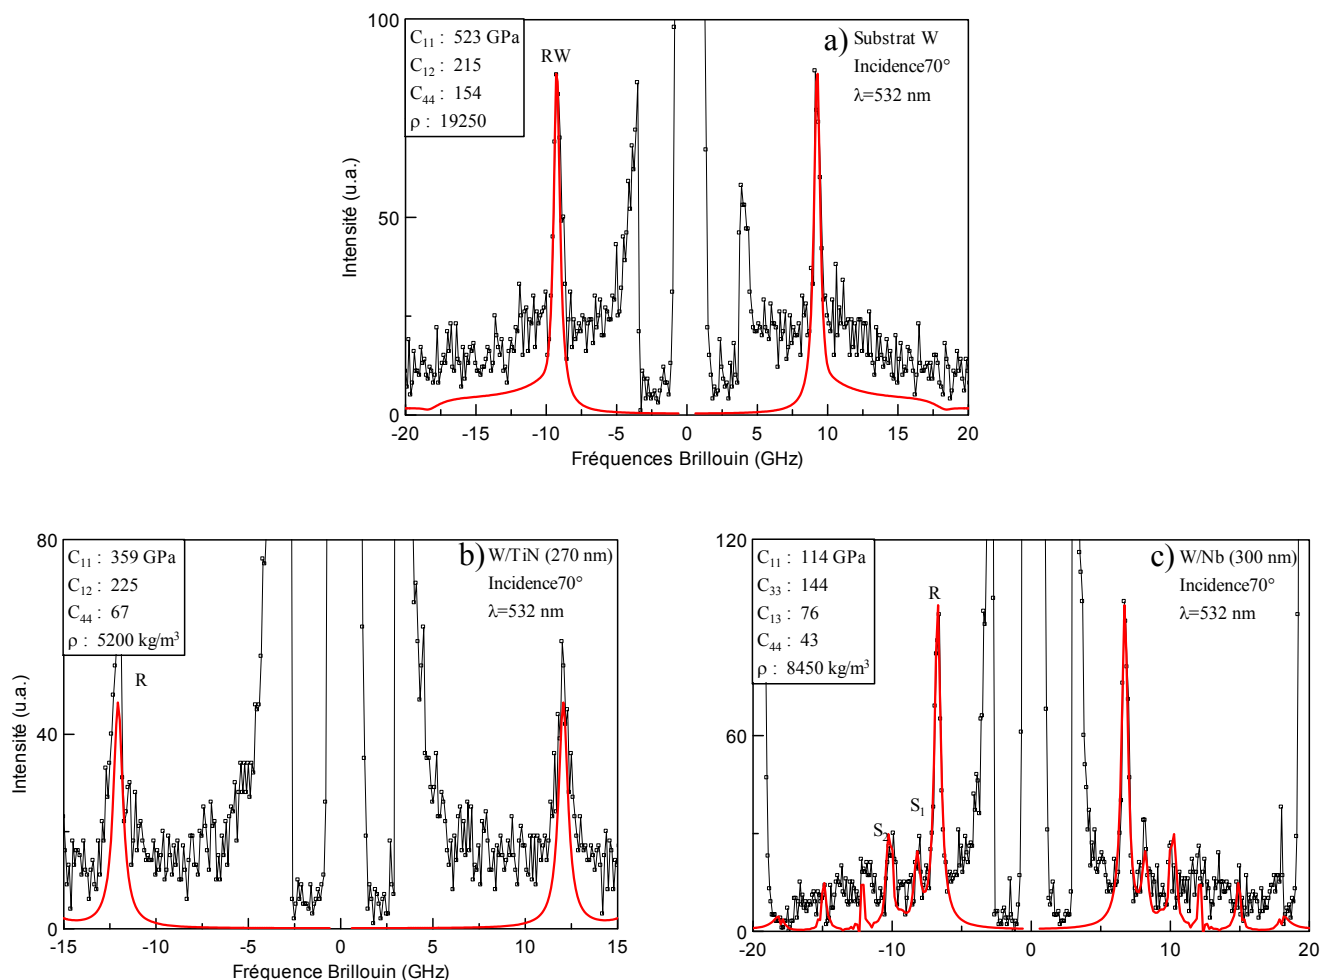 100
50
0
Intensité (u.a.)
C₁₁ : 523 GPa
C₁₂ : 215
C₄₄ : 154
ρ : 19250
RW
a) Substrat W
Incidence70°
λ=532 nm
-20 -15 -10 -5 0 5 10 15 20
Fréquences Brillouin (GHz)
80
40
0
Intensité (u.a.)
C₁₁ : 359 GPa
C₁₂ : 225
C₄₄ : 67
ρ : 5200 kg/m³
R
b) W/TiN (270 nm)
Incidence70°
λ=532 nm
-15 -10 -5 0 5 10 15
Fréquence Brillouin (GHz)
120
60
0
C₁₁ : 114 GPa
C₃₃ : 144
C₁₃ : 76
C₄₄ : 43
ρ : 8450 kg/m³
R
S₁
S₂
c) W/Nb (300 nm)
Incidence70°
λ=532 nm
-20 -10 0 10 20